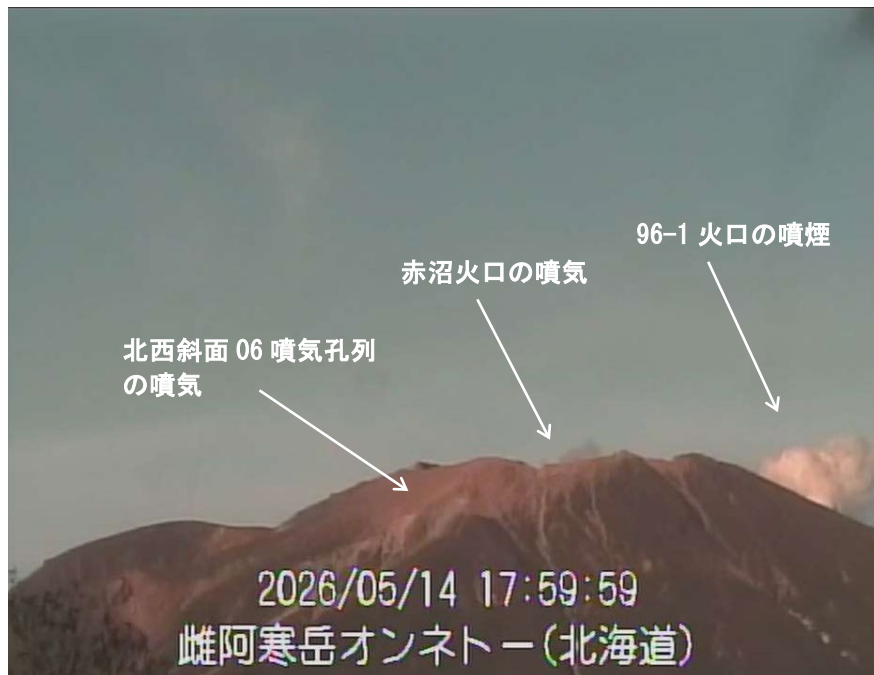 96-1 火口の噴煙
赤沼火口の噴気
北西斜面 06 噴気孔列
の噴気
2026/05/14 17:59:59
雌阿寒岳オンネトー(北海道)